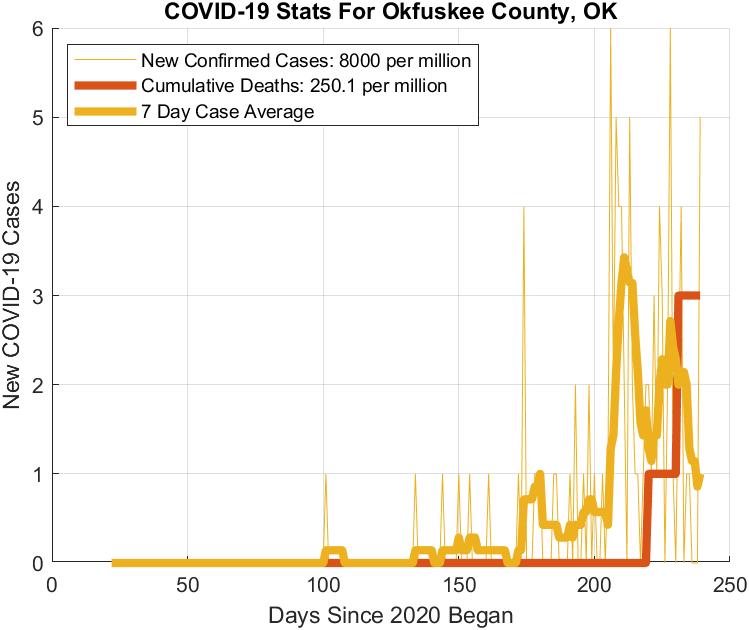 COVID-19 Stats For Okfuskee County, OK
New Confirmed Cases: 8000 per million
Cumulative Deaths: 250.1 per million
7 Day Case Average
New COVID-19 Cases
6
5
4
3
2
1
0
0 50 100 150 200 250
Days Since 2020 Began